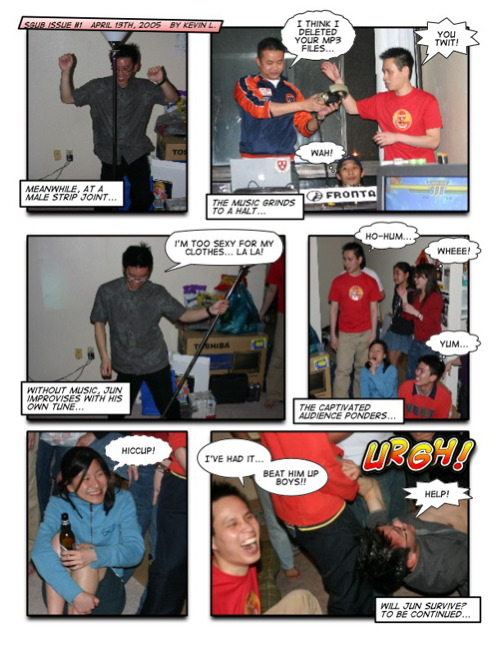 SGUB ISSUE #1 APRIL 13TH, 2005 BY KEVIN L.
MEANWHILE, AT A
MALE STRIP JOINT...
I THINK I
DELETED
YOUR MP3
FILES...
YOU
TWIT!
WAH!
FRONTA
THE MUSIC GRINDS
TO A HALT...
I'M TOO SEXY FOR MY
CLOTHES... LA LA!
TOSHIBA
WITHOUT MUSIC, JUN
IMPROVISES WITH HIS
OWN TUNE...
HO-HUM...
WHEEE!
YUM...
THE CAPTIVATED
AUDIENCE PONDERS...
HICCUP!
I'VE HAD IT...
BEAT HIM UP
BOYS!!
URGH!
HELP!
WILL JUN SURVIVE?
TO BE CONTINUED...